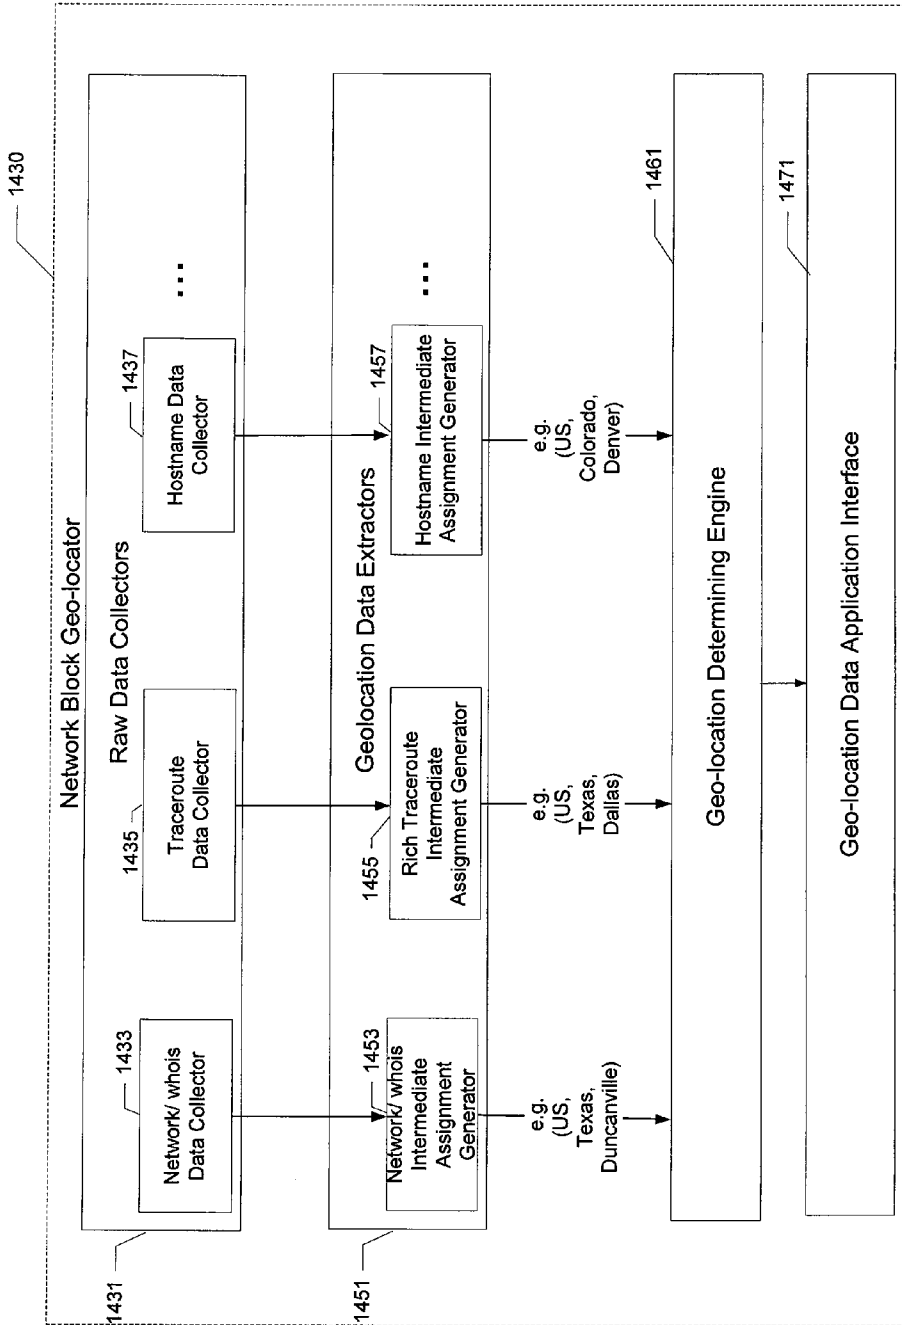 1430
Network Block Geo-locator
Raw Data Collectors
1431
1433
Network/ whois
Data Collector
1435
Traceroute
Data Collector
1437
Hostname Data
Collector
...
Geolocation Data Extractors
1451
1453
Network/ whois
Intermediate
Assignment
Generator
1455
Rich Traceroute
Intermediate
Assignment Generator
1457
Hostname Intermediate
Assignment Generator
...
e.g.
(US,
Texas,
Duncanville)
e.g.
(US,
Texas,
Dallas)
e.g.
(US,
Colorado,
Denver)
1461
Geo-location Determining Engine
1471
Geo-location Data Application Interface